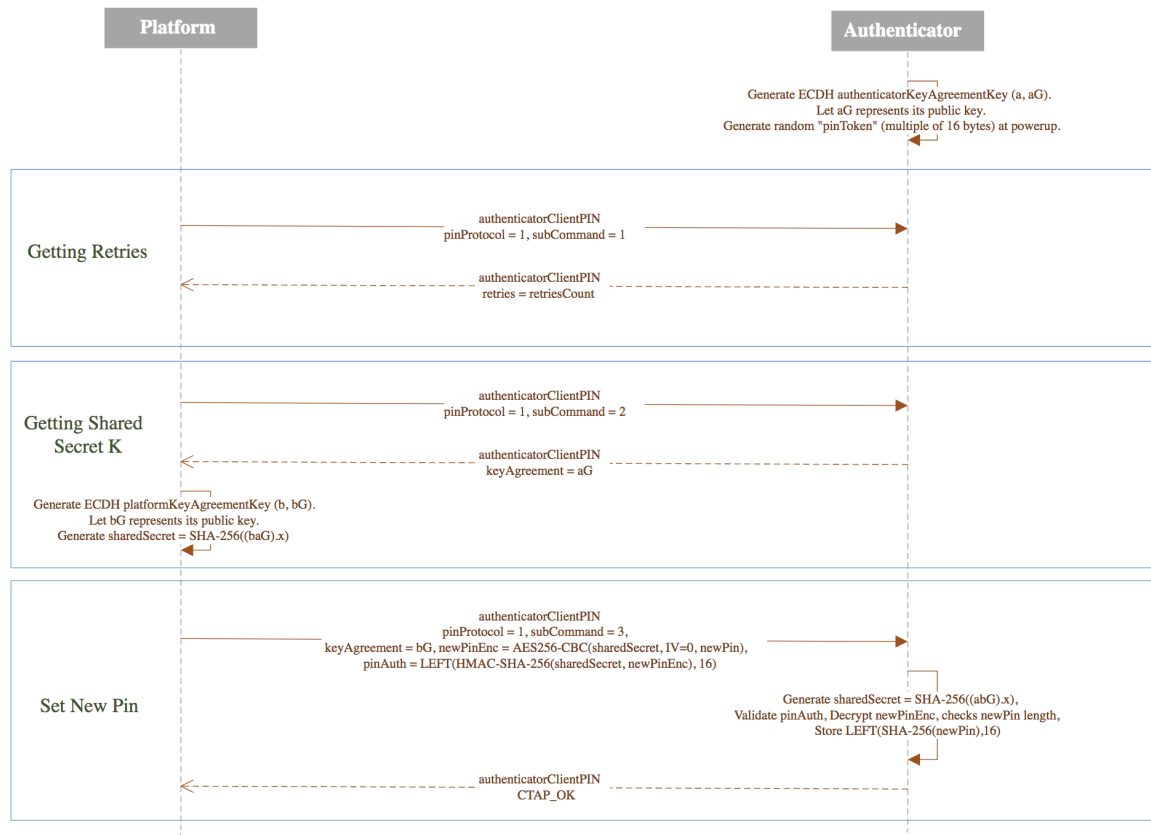 Platform
Authenticator
Generate ECDH authenticatorKeyAgreementKey (a, aG).
Let aG represents its public key.
Generate random "pinToken" (multiple of 16 bytes) at powerup.
Getting Retries
authenticatorClientPIN
pinProtocol = 1, subCommand = 1
authenticatorClientPIN
retries = retriesCount
Getting Shared
Secret K
authenticatorClientPIN
pinProtocol = 1, subCommand = 2
authenticatorClientPIN
keyAgreement = aG
Generate ECDH platformKeyAgreementKey (b, bG).
Let bG represents its public key.
Generate sharedSecret = SHA-256((baG).x)
Set New Pin
authenticatorClientPIN
pinProtocol = 1, subCommand = 3,
keyAgreement = bG, newPinEnc = AES256-CBC(sharedSecret, IV=0, newPin),
pinAuth = LEFT(HMAC-SHA-256(sharedSecret, newPinEnc), 16)
Generate sharedSecret = SHA-256((abG).x),
Validate pinAuth, Decrypt newPinEnc, checks newPin length,
Store LEFT(SHA-256(newPin),16)
authenticatorClientPIN
CTAP_OK